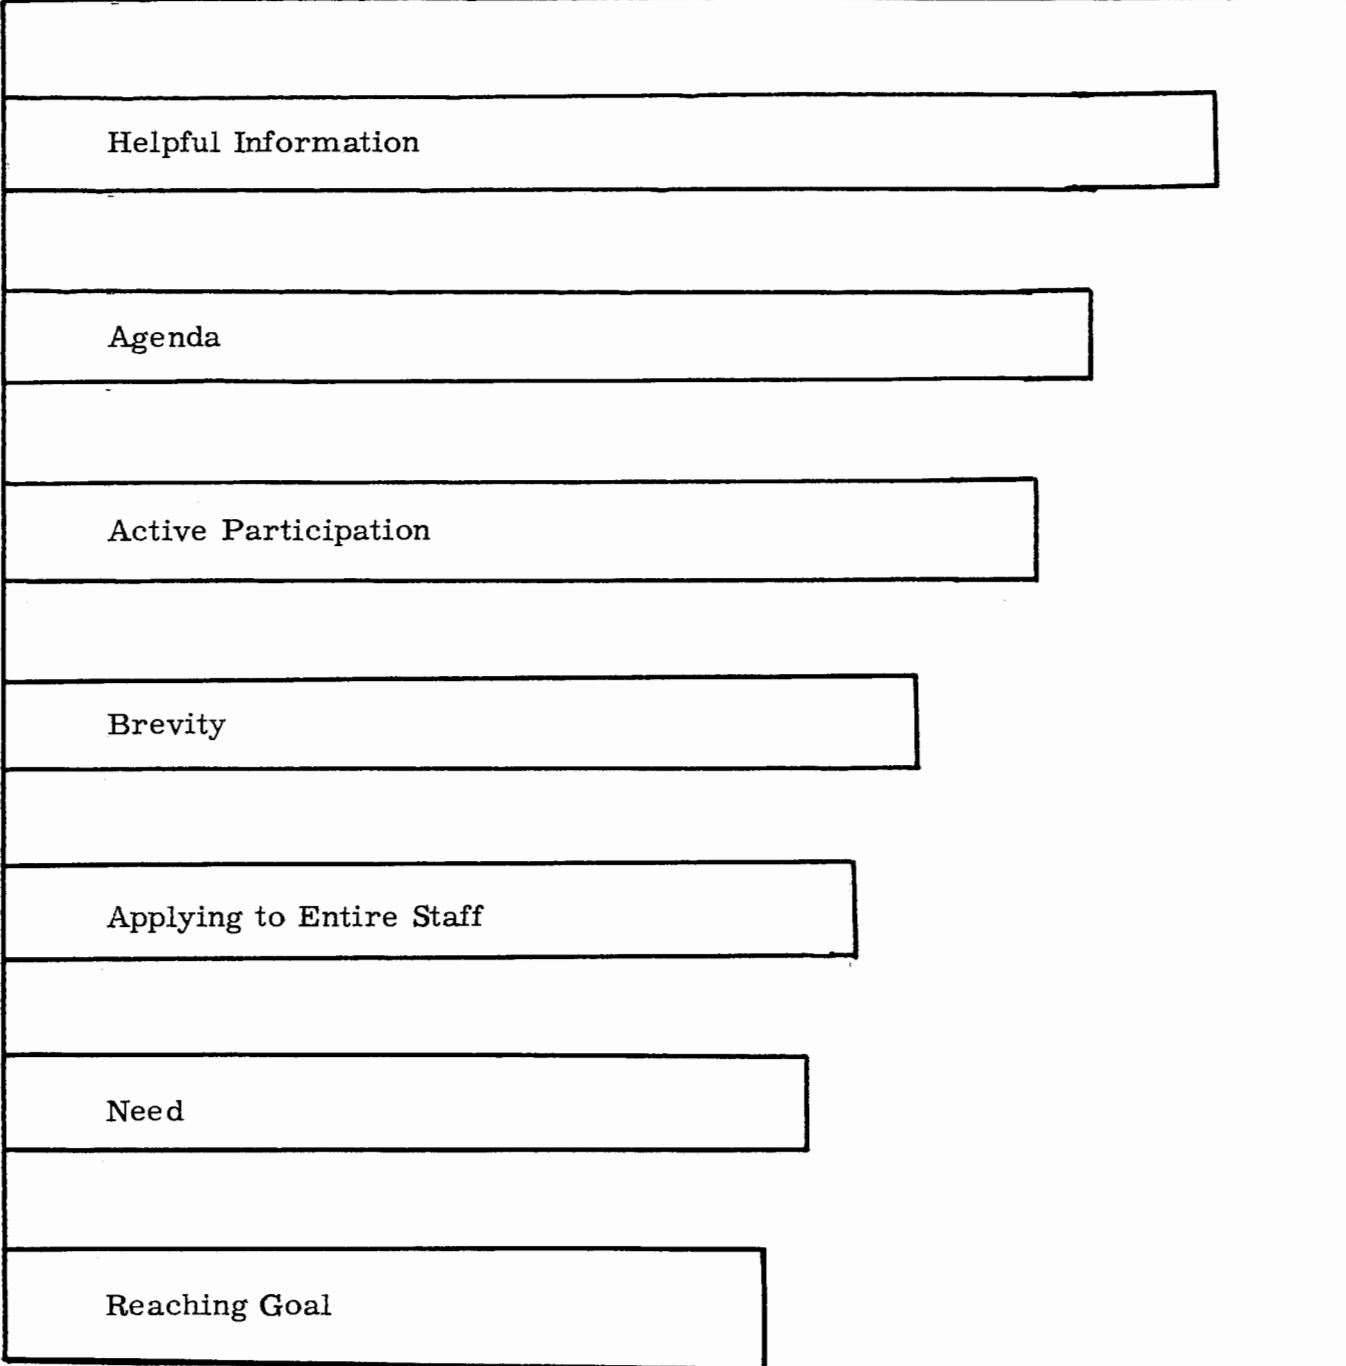 Helpful Information
Agenda
Active Participation
Brevity
Applying to Entire Staff
Need
Reaching Goal